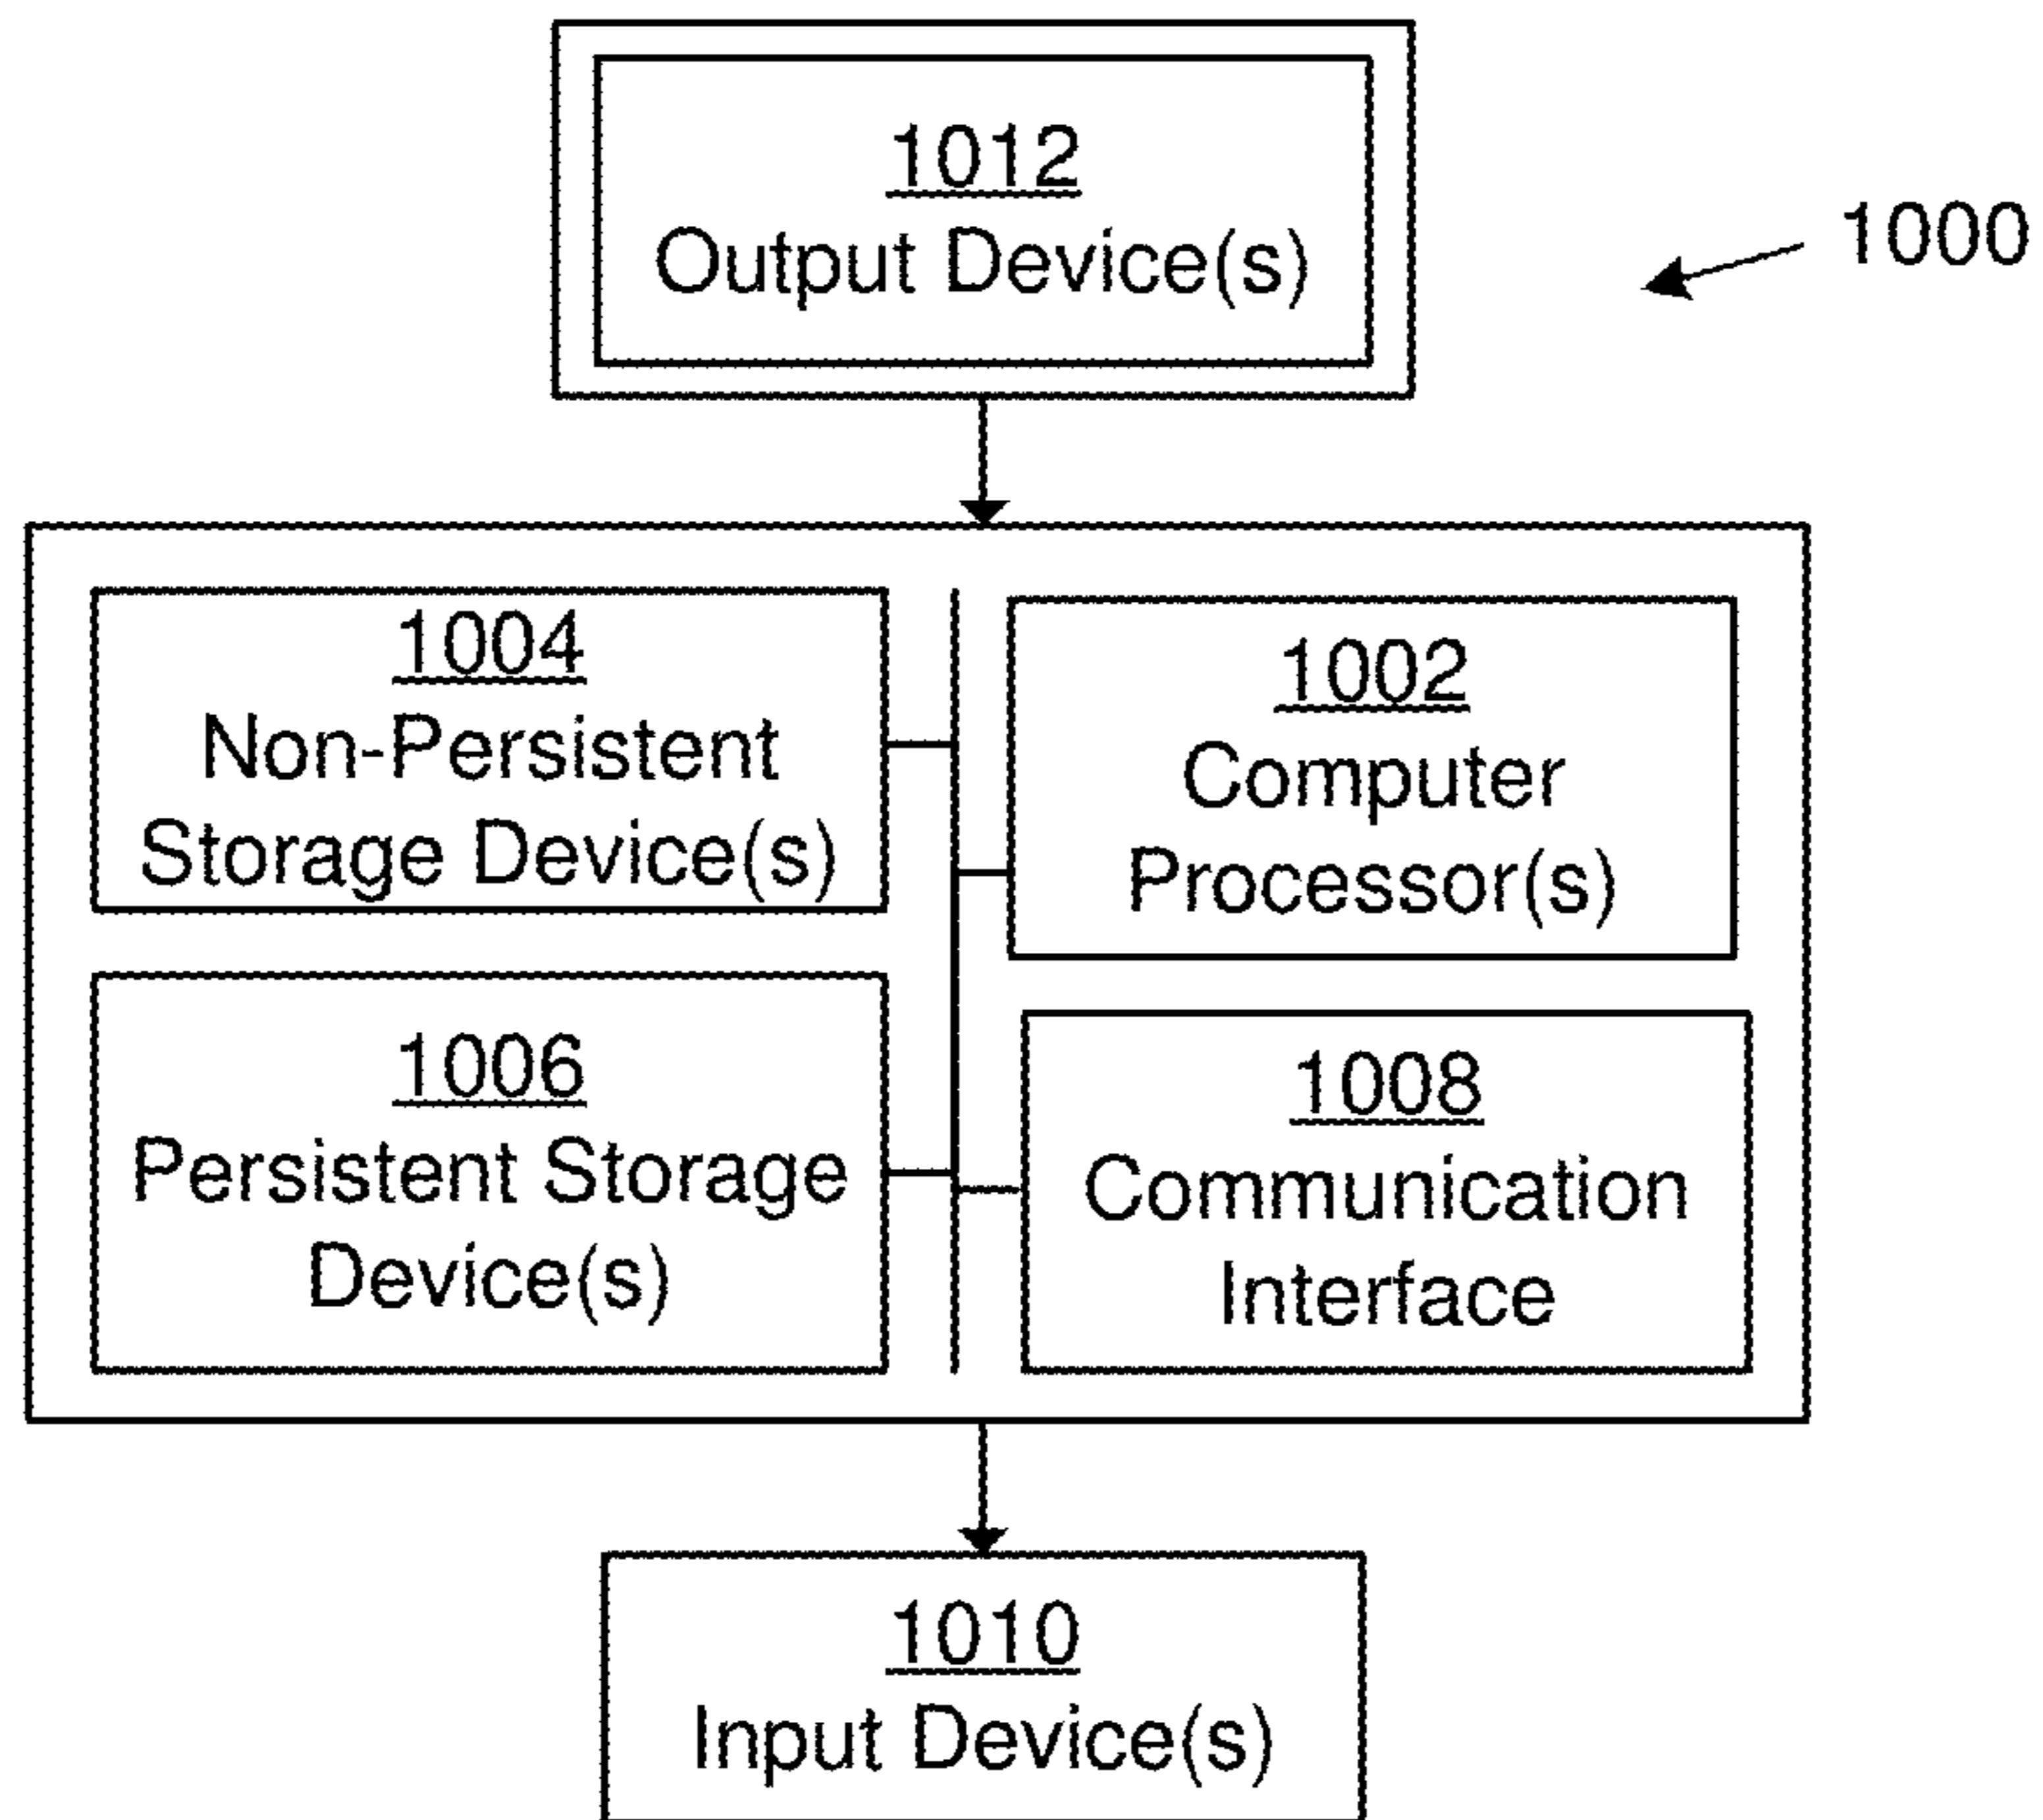 1012
Output Device(s)
1000
1004
Non-Persistent
Storage Device(s)
1002
Computer
Processor(s)
1006
Persistent Storage
Device(s)
1008
Communication
Interface
1010
Input Device(s)